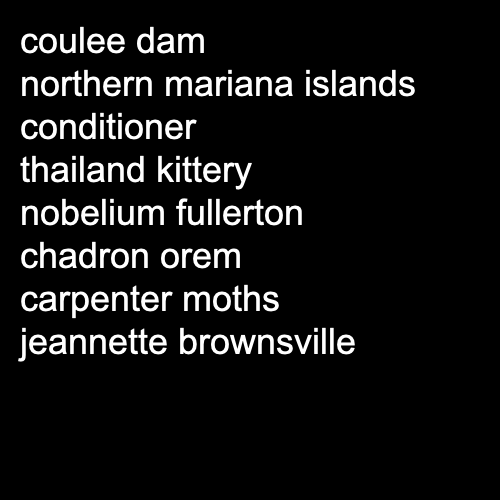 coulee dam
northern mariana islands
conditioner
thailand kittery
nobelium fullerton
chadron orem
carpenter moths
jeannette brownsville